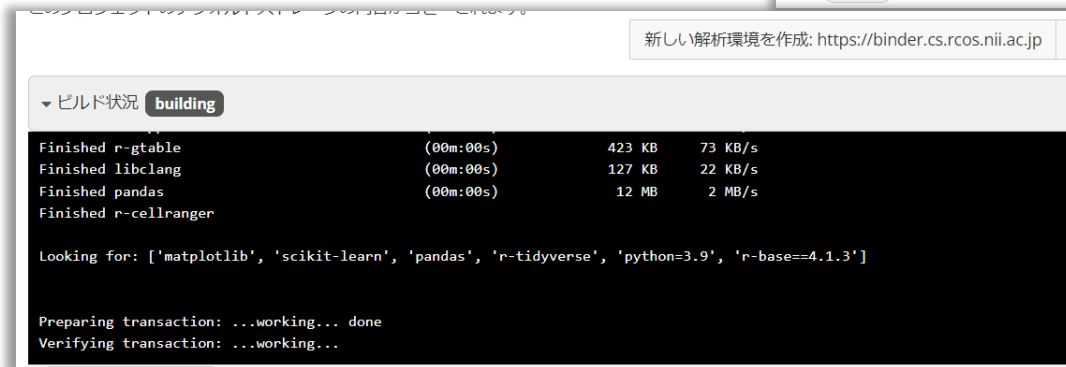 新しい解析環境を作成: https://binder.cs.rcos.nii.ac.jp
ビルド状況 building
Finished r-gtable (00m:00s) 423 KB 73 KB/s
Finished libclang (00m:00s) 127 KB 22 KB/s
Finished pandas (00m:00s) 12 MB 2 MB/s
Finished r-cellranger
Looking for: ['matplotlib', 'scikit-learn', 'pandas', 'r-tidyverse', 'python=3.9', 'r-base==4.1.3']
Preparing transaction: ...working... done
Verifying transaction: ...working...